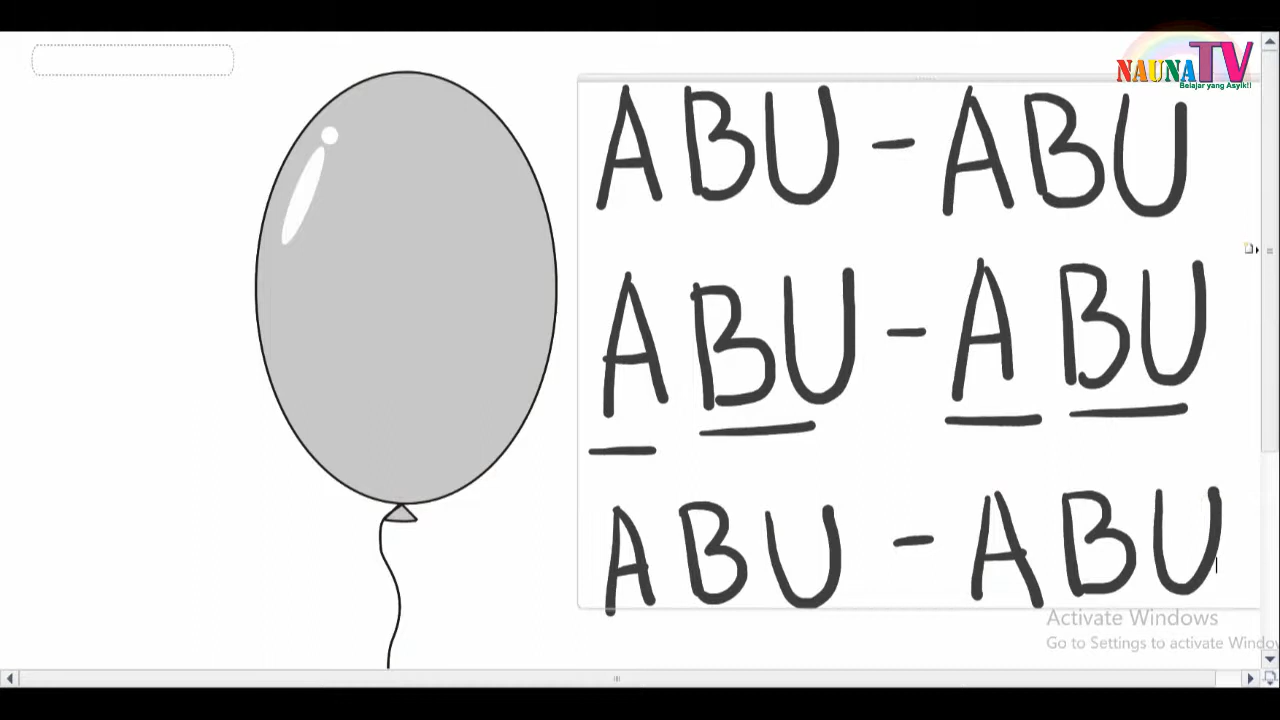 NAUNA TV
Belajar yang Asyik!!
ABU - ABU
ABU - ABU
ABU - ABU
Activate Windows
Go to Settings to activate Windo